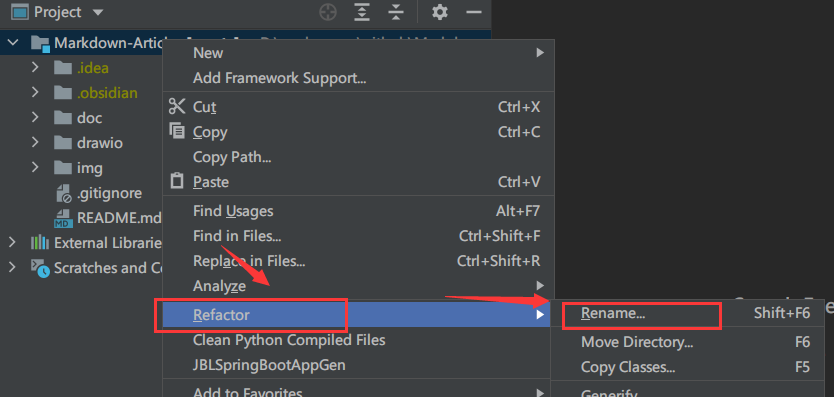 Project
Markdown-Artic
.idea
.obsidian
doc
drawio
img
.gitignore
README.md
External Librarie
Scratches and Co
New
Add Framework Support...
Cut Ctrl+X
Copy Ctrl+C
Copy Path...
Paste Ctrl+V
Find Usages Alt+F7
Find in Files... Ctrl+Shift+F
Replace in Files... Ctrl+Shift+R
Analyze
Refactor
Clean Python Compiled Files
JBLSpringBootAppGen
Add to Favorites
Rename... Shift+F6
Move Directory... F6
Copy Classes... F5
Generify